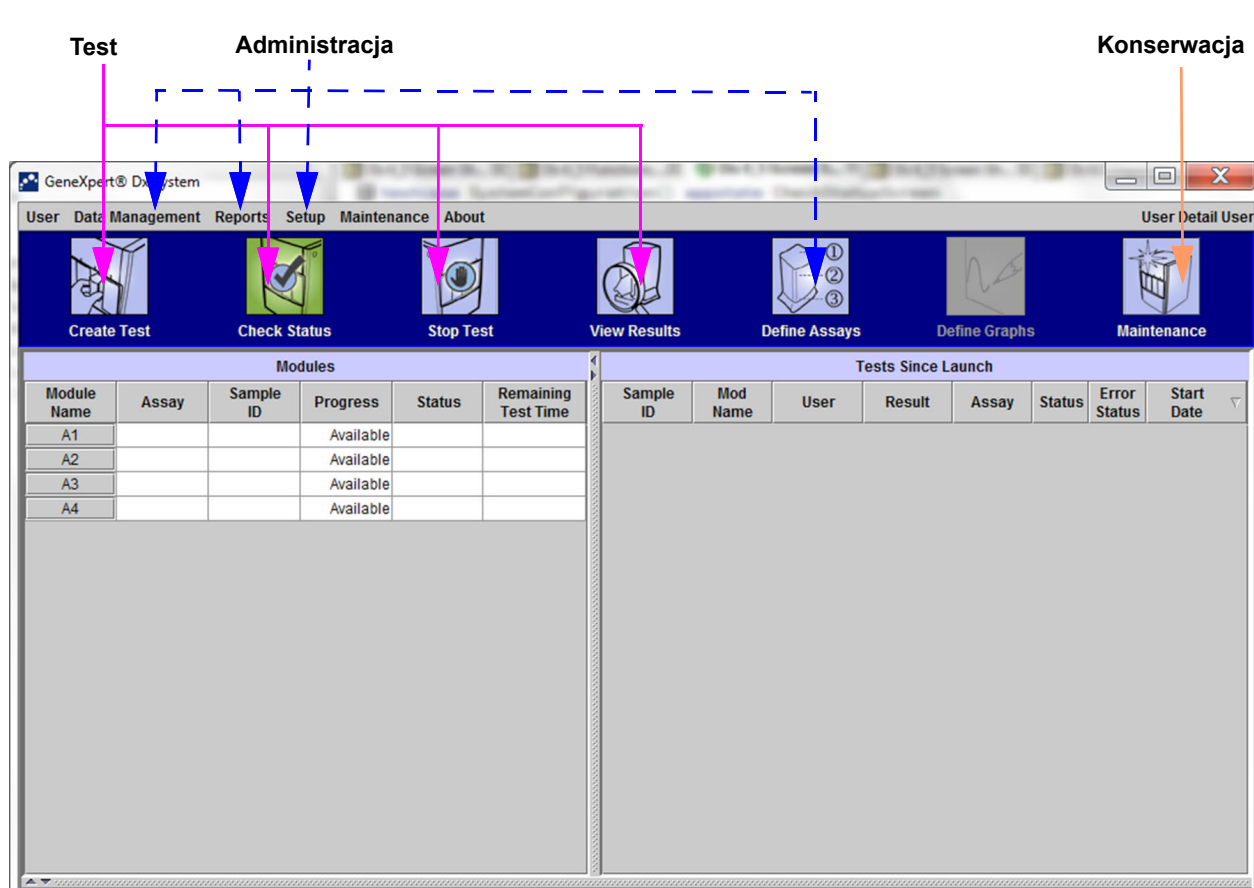 Test Administracja Konserwacja
GeneXpert® Dx System
User Data Management Reports Setup Maintenance About User Detail User
Create Test Check Status Stop Test View Results Define Assays Define Graphs Maintenance
Modules
Module Name Assay Sample ID Progress Status Remaining Test Time
A1 Available
A2 Available
A3 Available
A4 Available
Tests Since Launch
Sample ID Mod Name User Result Assay Status Error Status Start Date